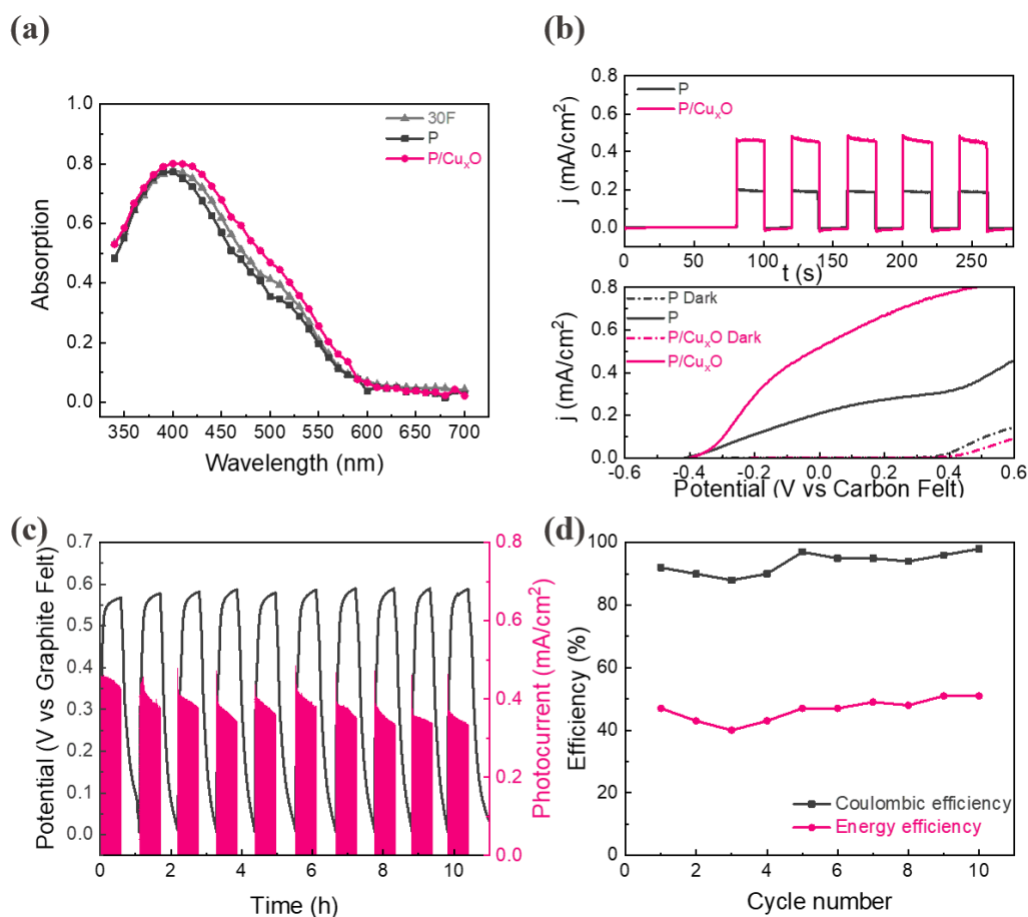 (a)
30F
P
P/CuₓO
0.0
0.2
0.4
0.6
0.8
1.0
350 400 450 500 550 600 650 700
Absorption
Wavelength (nm)
(b)
P
P/CuₓO
0.0
0.2
0.4
0.6
0.8
0 50 100 150 200 250
j (mA/cm²)
t (s)
P Dark
P
P/CuₓO Dark
P/CuₓO
0.0
0.2
0.4
0.6
0.8
-0.6 -0.4 -0.2 0.0 0.2 0.4 0.6
j (mA/cm²)
Potential (V vs Carbon Felt)
(c)
0.0
0.1
0.2
0.3
0.4
0.5
0.6
0.7
0 2 4 6 8 10
0.0
0.2
0.4
0.6
0.8
Potential (V vs Graphite Felt)
Photocurrent (mA/cm²)
Time (h)
(d)
0
20
40
60
80
100
0 2 4 6 8 10
Coulombic efficiency
Energy efficiency
Efficiency (%)
Cycle number